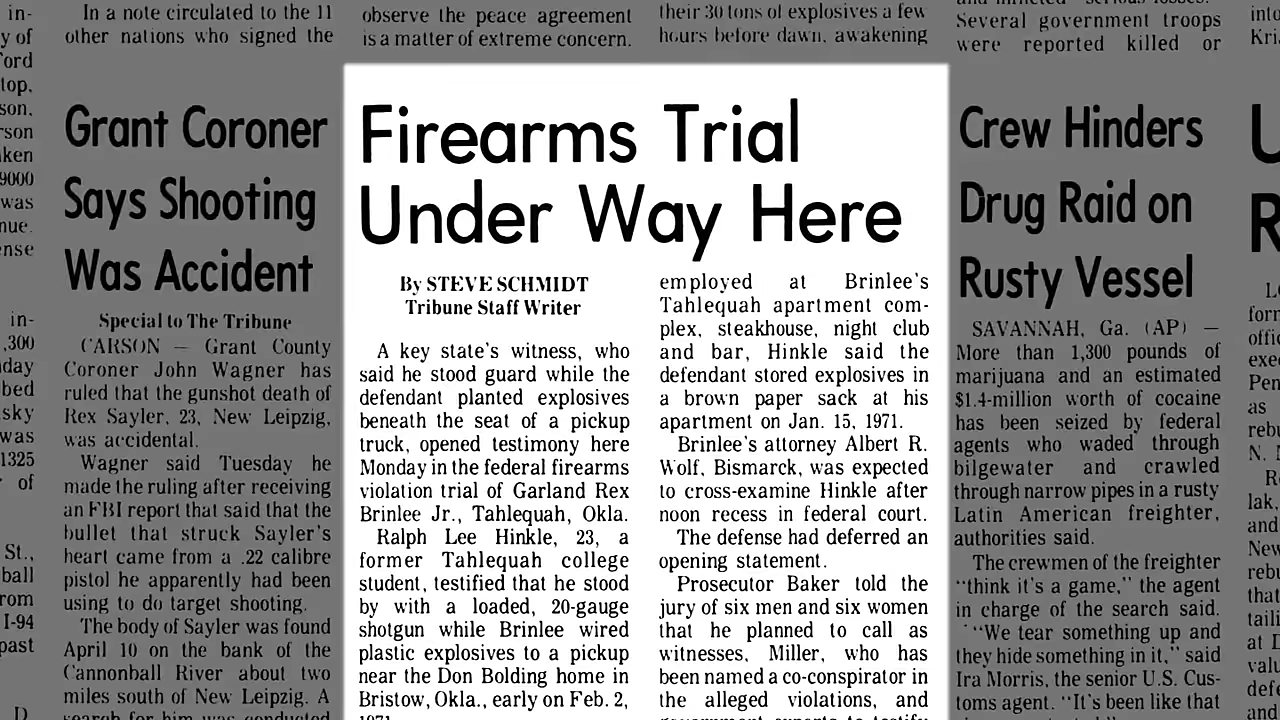 In a note circulated to the 11
other nations who signed the
observe the peace agreement
is a matter of extreme concern.
their 30 tons of explosives a few
hours before dawn, awakening
Several government troops
were reported killed or
Grant Coroner
Says Shooting
Was Accident
Special to The Tribune
CARSON — Grant County
Coroner John Wagner has
ruled that the gunshot death of
Rex Sayler, 23, New Leipzig,
was accidental.
Wagner said Tuesday he
made the ruling after receiving
an FBI report that said that the
bullet that struck Sayler's
heart came from a .22 calibre
pistol he apparently had been
using to do target shooting.
The body of Sayler was found
April 10 on the bank of the
Cannonball River about two
miles south of New Leipzig. A
search for him was conducted
Firearms Trial
Under Way Here
By STEVE SCHMIDT
Tribune Staff Writer
A key state's witness, who
said he stood guard while the
defendant planted explosives
beneath the seat of a pickup
truck, opened testimony here
Monday in the federal firearms
violation trial of Garland Rex
Brinlee Jr., Tahlequah, Okla.
Ralph Lee Hinkle, 23, a
former Tahlequah college
student, testified that he stood
by with a loaded, 20-gauge
shotgun while Brinlee wired
plastic explosives to a pickup
near the Don Bolding home in
Bristow, Okla., early on Feb. 2,
1971.
employed at Brinlee's
Tahlequah apartment com-
plex, steakhouse, night club
and bar, Hinkle said the
defendant stored explosives in
a brown paper sack at his
apartment on Jan. 15, 1971.
Brinlee's attorney Albert R.
Wolf, Bismarck, was expected
to cross-examine Hinkle after
noon recess in federal court.
The defense had deferred an
opening statement.
Prosecutor Baker told the
jury of six men and six women
that he planned to call as
witnesses, Miller, who has
been named a co-conspirator in
the alleged violations, and
government experts to testify
Crew Hinders
Drug Raid on
Rusty Vessel
SAVANNAH, Ga. (AP) —
More than 1,300 pounds of
marijuana and an estimated
$1.4-million worth of cocaine
has been seized by federal
agents who waded through
bilgewater and crawled
through narrow pipes in a rusty
Latin American freighter,
authorities said.
The crewmen of the freighter
"think it's a game," the agent
in charge of the search said.
"We tear something up and
they hide something in it," said
Ira Morris, the senior U.S. Cus-
toms agent. "It's been like that